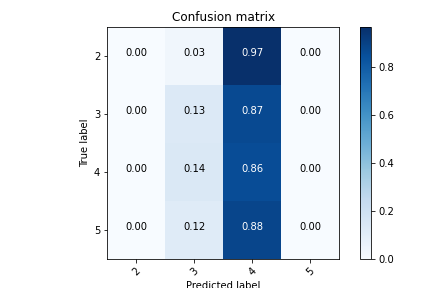 Confusion matrix
True label
2 0.00 0.03 0.97 0.00
3 0.00 0.13 0.87 0.00
4 0.00 0.14 0.86 0.00
5 0.00 0.12 0.88 0.00
2 3 4 5
Predicted label
0.8
0.6
0.4
0.2
0.0